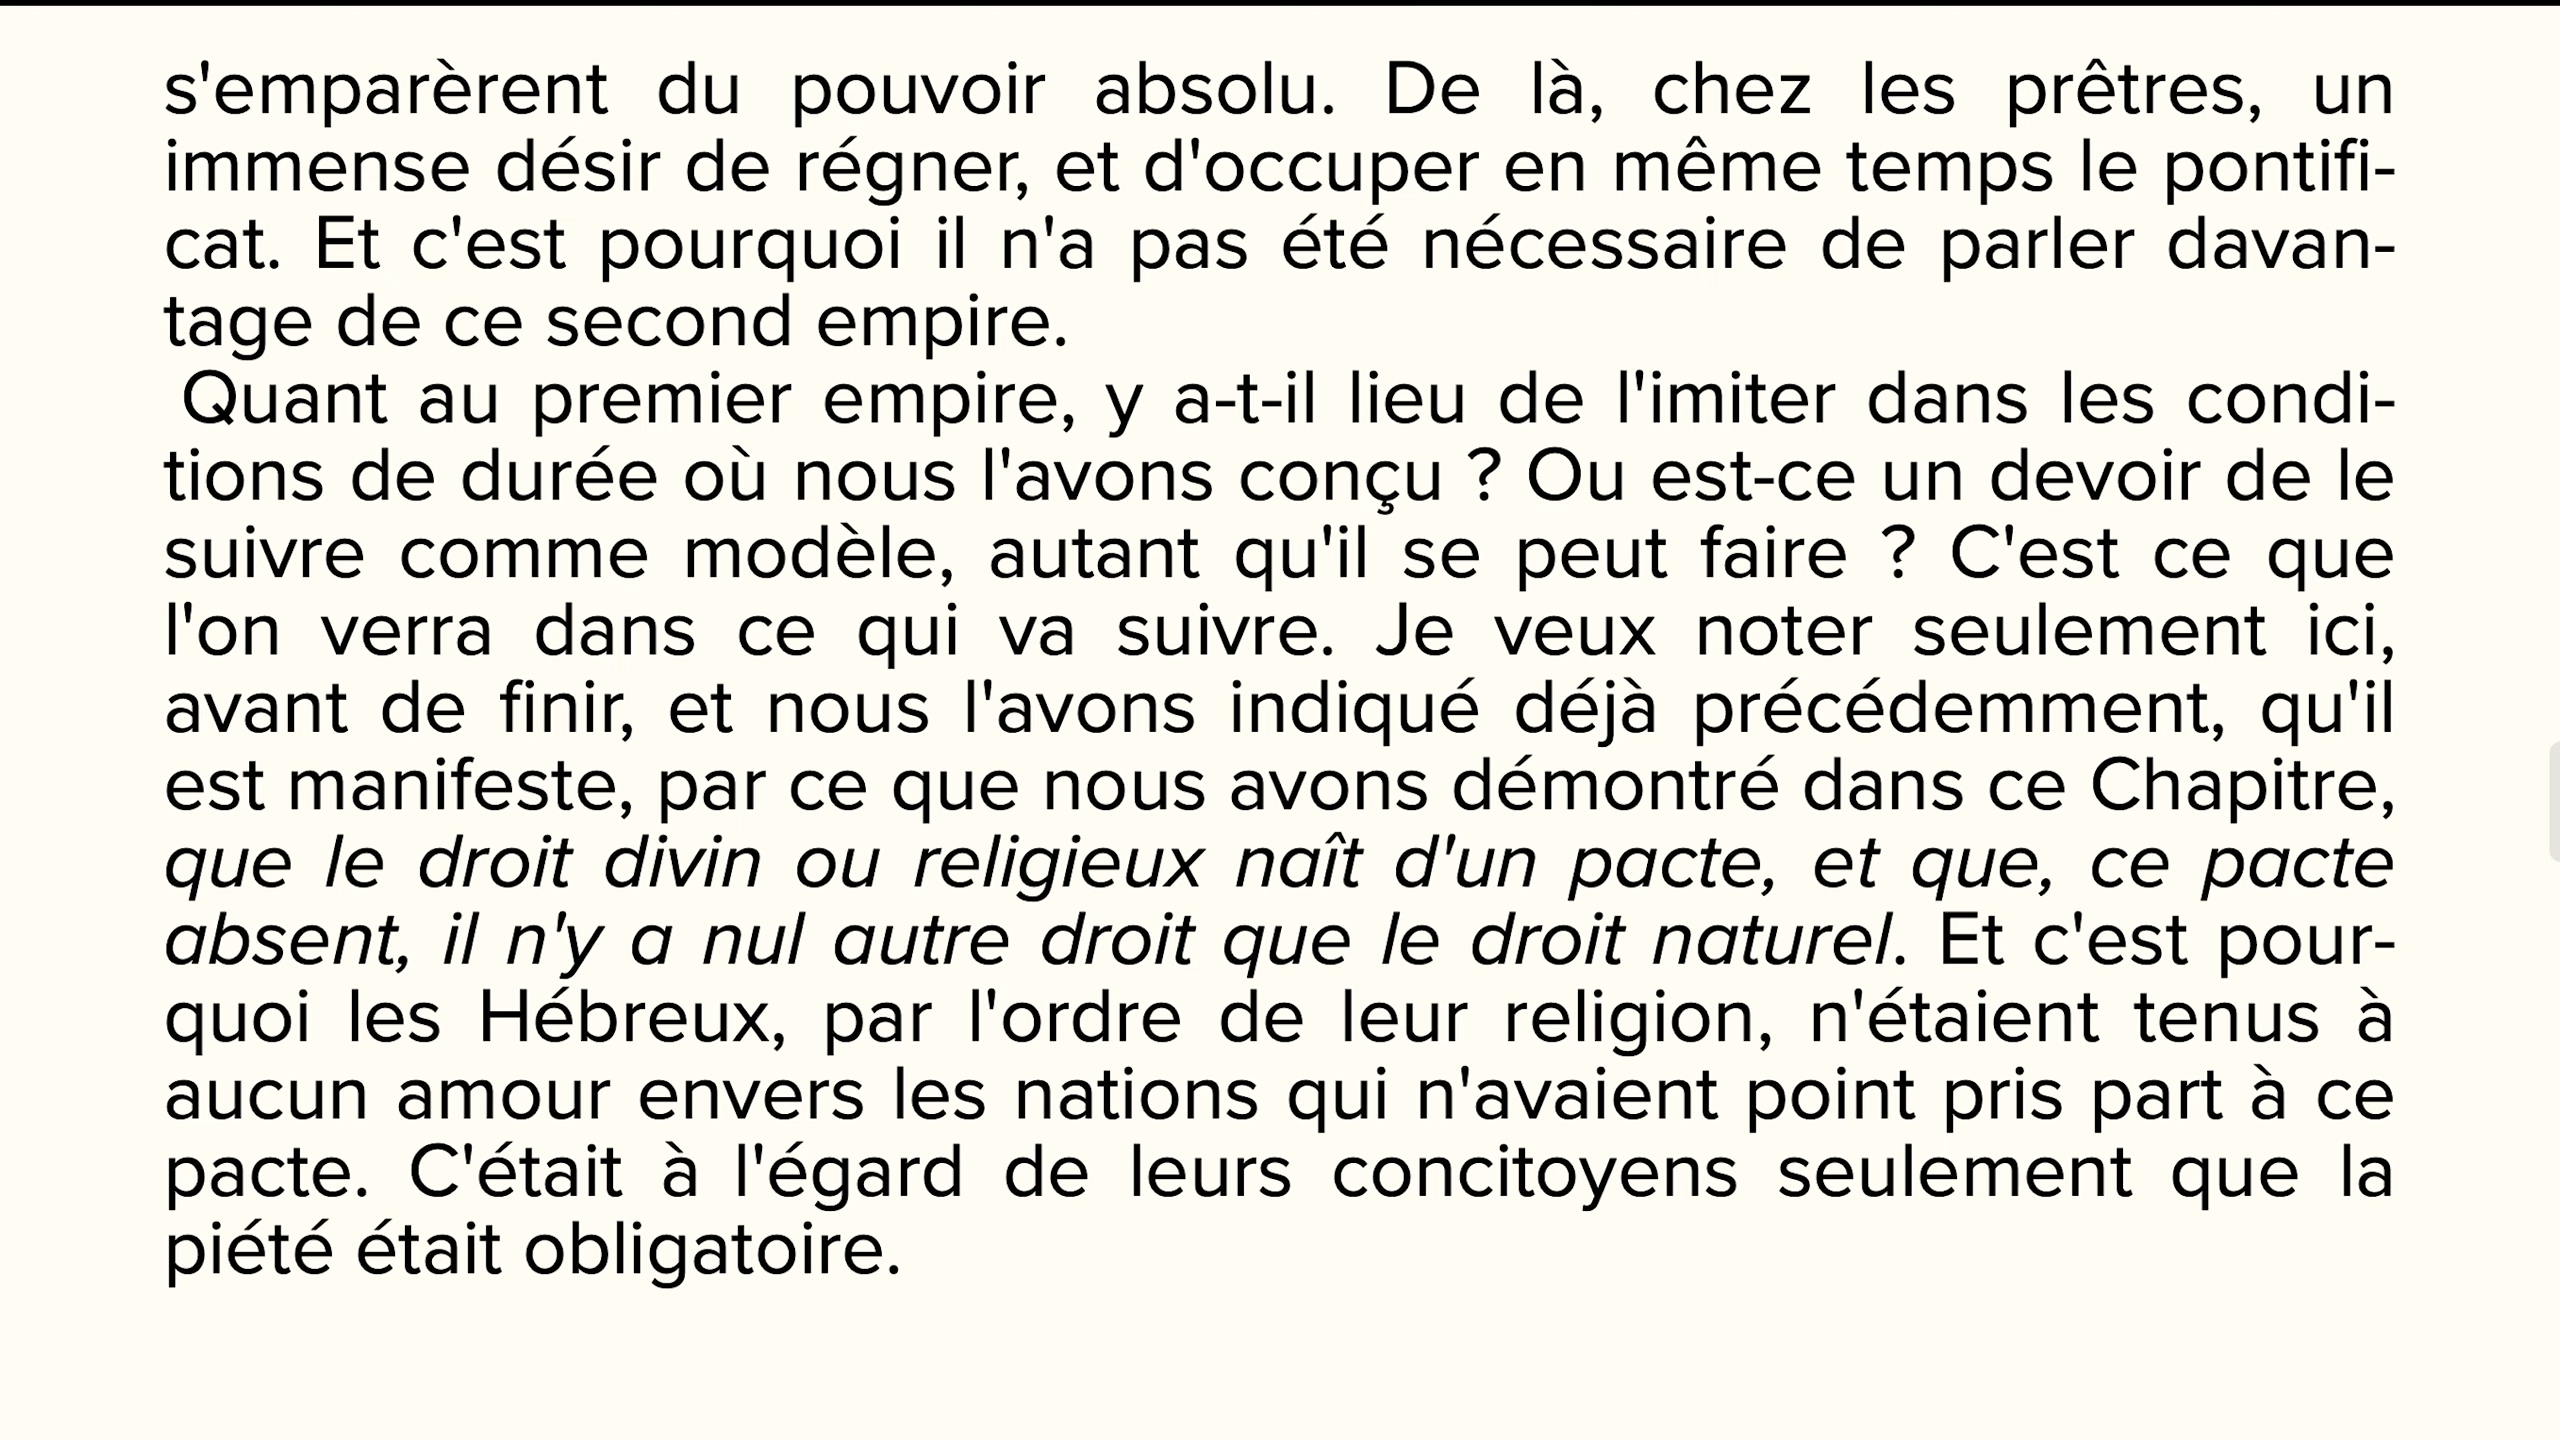 s'emparèrent du pouvoir absolu. De là, chez les prêtres, un
immense désir de régner, et d'occuper en même temps le pontifi-
cat. Et c'est pourquoi il n'a pas été nécessaire de parler davan-
tage de ce second empire.
Quant au premier empire, y a-t-il lieu de l'imiter dans les condi-
tions de durée où nous l'avons conçu ? Ou est-ce un devoir de le
suivre comme modèle, autant qu'il se peut faire ? C'est ce que
l'on verra dans ce qui va suivre. Je veux noter seulement ici,
avant de finir, et nous l'avons indiqué déjà précédemment, qu'il
est manifeste, par ce que nous avons démontré dans ce Chapitre,
que le droit divin ou religieux naît d'un pacte, et que, ce pacte
absent, il n'y a nul autre droit que le droit naturel. Et c'est pour-
quoi les Hébreux, par l'ordre de leur religion, n'étaient tenus à
aucun amour envers les nations qui n'avaient point pris part à ce
pacte. C'était à l'égard de leurs concitoyens seulement que la
piété était obligatoire.